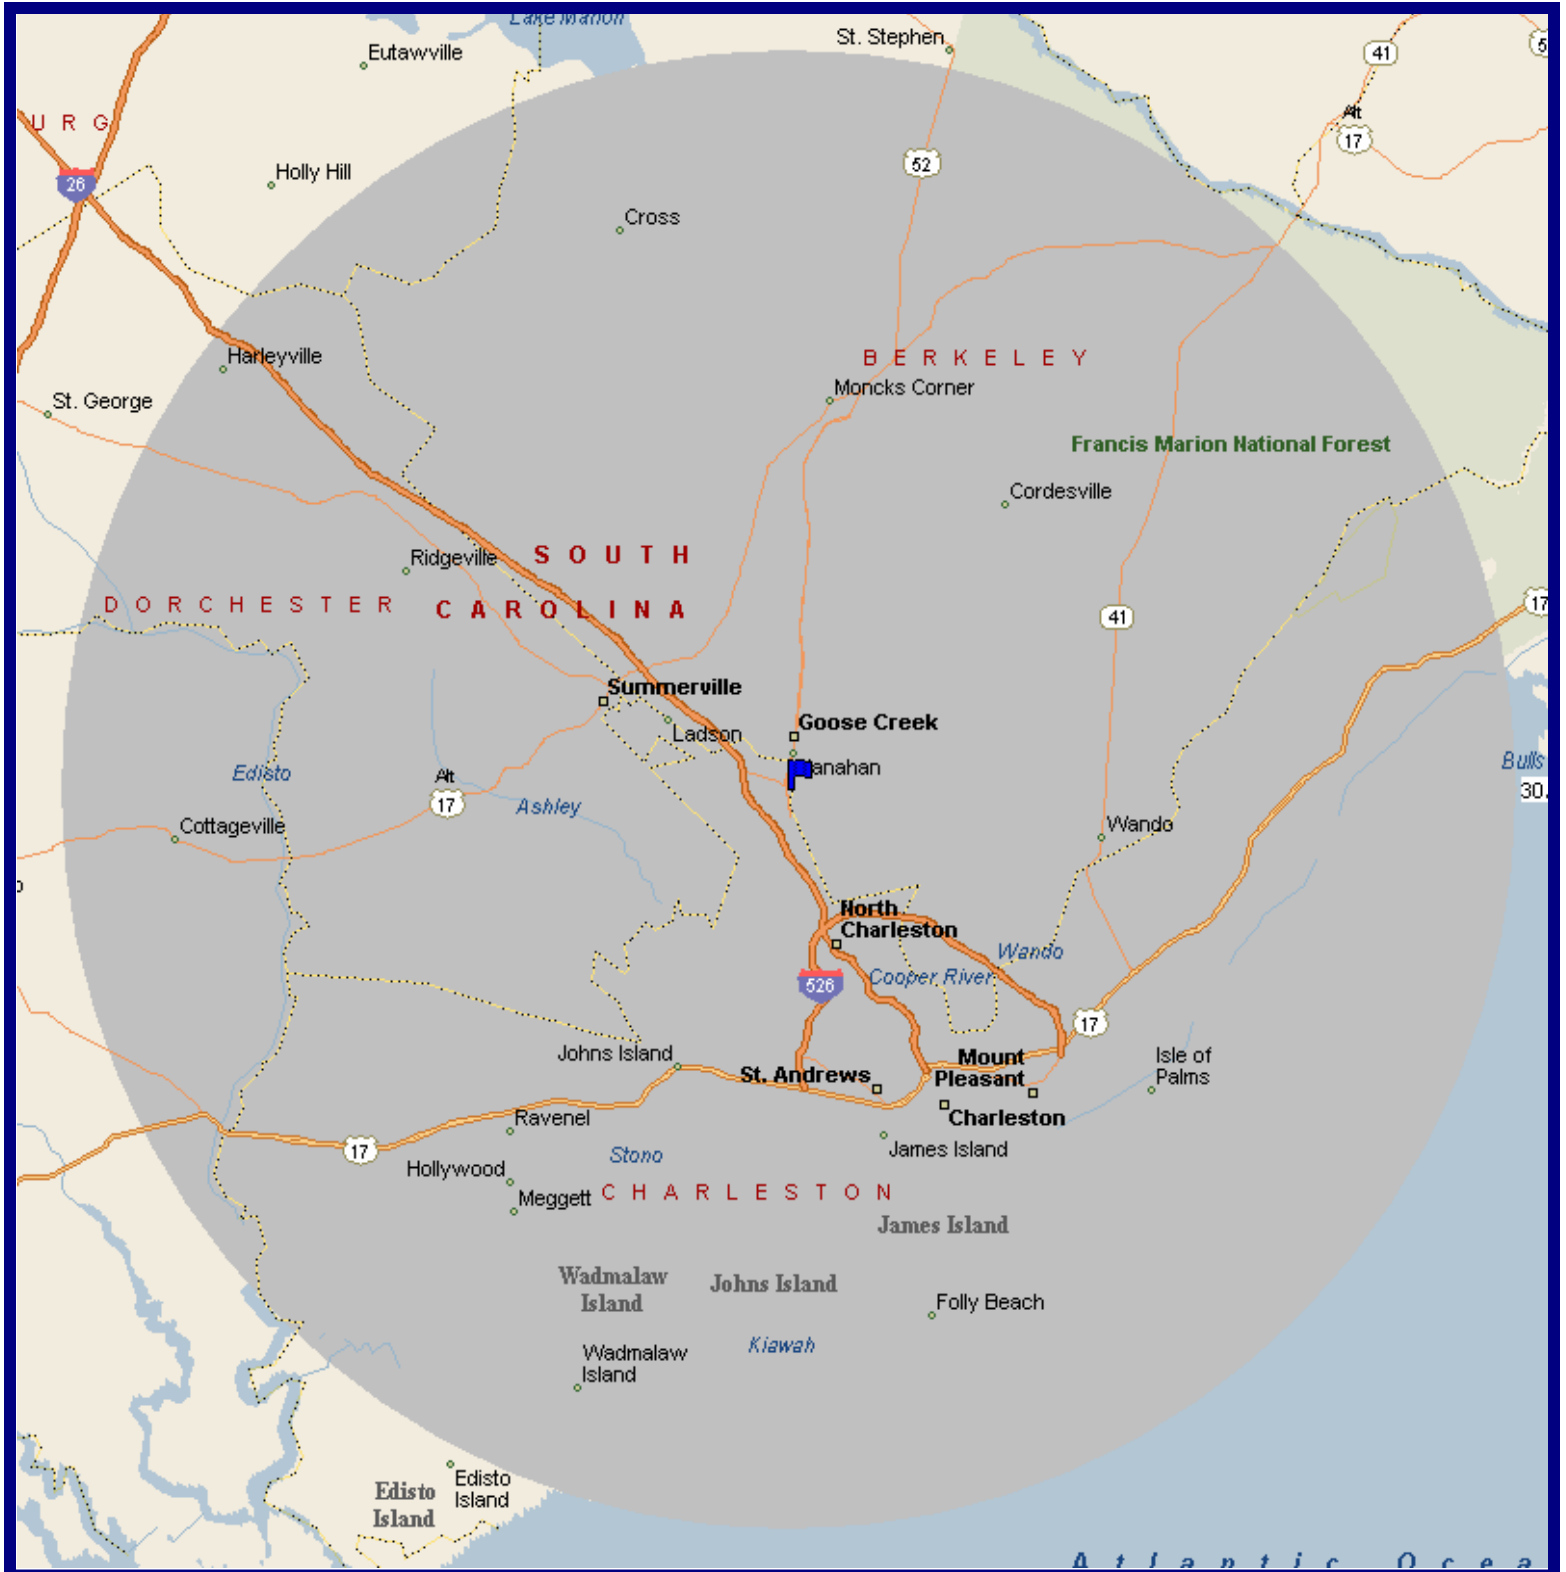 Lake Marion
St. Stephen
Eutawville
41
5
U R G
Alt
17
52
26
Holly Hill
Cross
Harleyville
BERKELEY
Moncks Corner
St. George
Francis Marion National Forest
Cordesville
SOUTH
Ridgeville
DORCHESTER
CAROLINA
17
41
Summerville
Goose Creek
Ladson
anahan
Edisto
Alt
17
Ashley
Bulls
30.
Cottageville
Wando
North
Charleston
Wando
Cooper River
526
17
Johns Island
Mount
Pleasant
Isle of
Palms
St. Andrews
Charleston
Ravenel
17
Stono
James Island
Hollywood
Meggett
CHARLESTON
James Island
Wadmalaw
Island
Johns Island
Folly Beach
Kiawah
Wadmalaw
Island
Edisto
Island
Edisto
Island
Atlantic Ocea